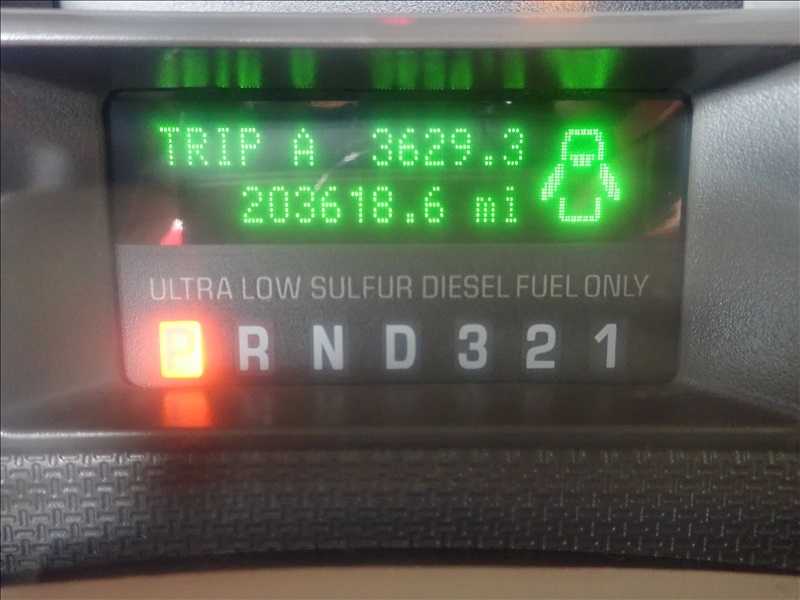 TRIP A 3629.3
203618.6 mi
ULTRA LOW SULFUR DIESEL FUEL ONLY
P R N D 3 2 1